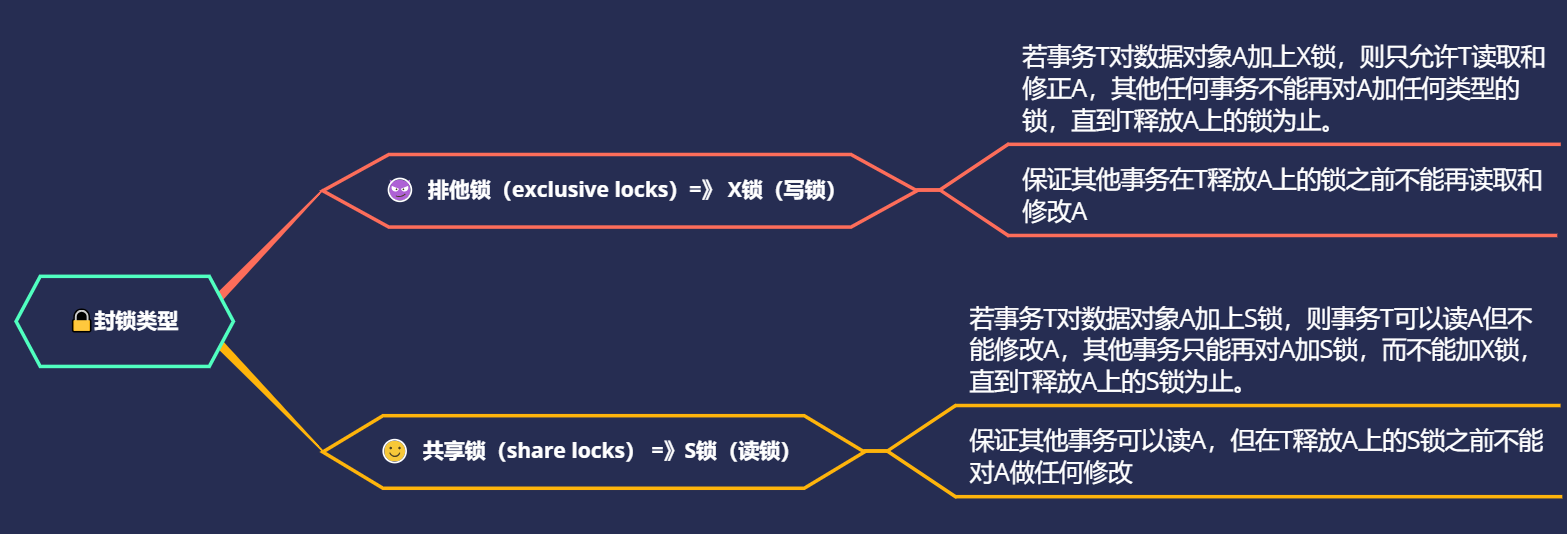 若事务T对数据对象A加上X锁，则只允许T读取和
修正A，其他任何事务不能再对A加任何类型的
锁，直到T释放A上的锁为止。
排他锁（exclusive locks）=》 X锁（写锁）
保证其他事务在T释放A上的锁之前不能再读取和
修改A
封锁类型
若事务T对数据对象A加上S锁，则事务T可以读A但不
能修改A，其他事务只能再对A加S锁，而不能加X锁，
直到T释放A上的S锁为止。
共享锁（share locks） =》S锁（读锁）
保证其他事务可以读A，但在T释放A上的S锁之前不能
对A做任何修改